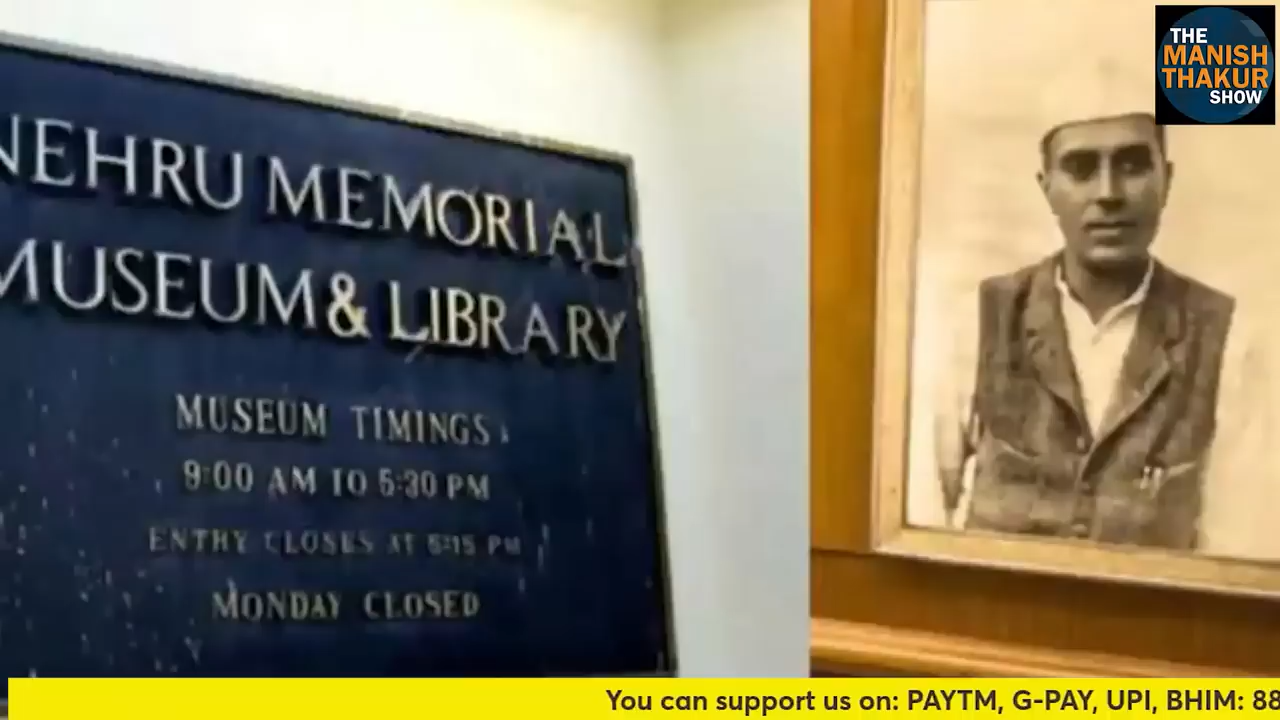 NEHRU MEMORIAL
MUSEUM & LIBRARY
MUSEUM TIMINGS
9:00 AM TO 5:30 PM
ENTRY CLOSES AT 5:15 PM
MONDAY CLOSED
THE
MANISH
THAKUR
SHOW
You can support us on: PAYTM, G-PAY, UPI, BHIM: 88